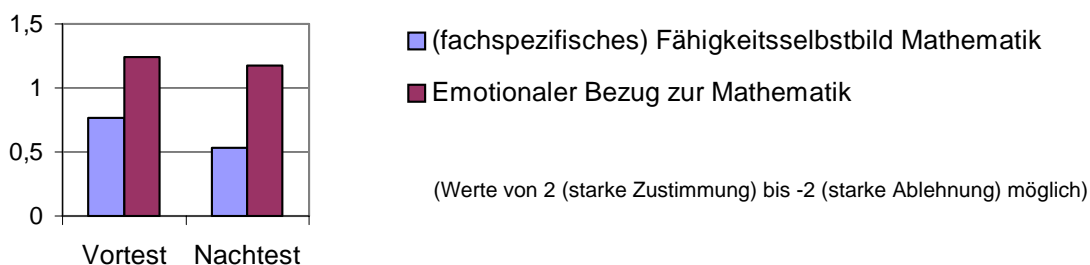 1,5
1
0,5
0
Vortest Nachtest
(fachspezifisches) Fähigkeitsselbstbild Mathematik
Emotionaler Bezug zur Mathematik
(Werte von 2 (starke Zustimmung) bis -2 (starke Ablehnung) möglich)